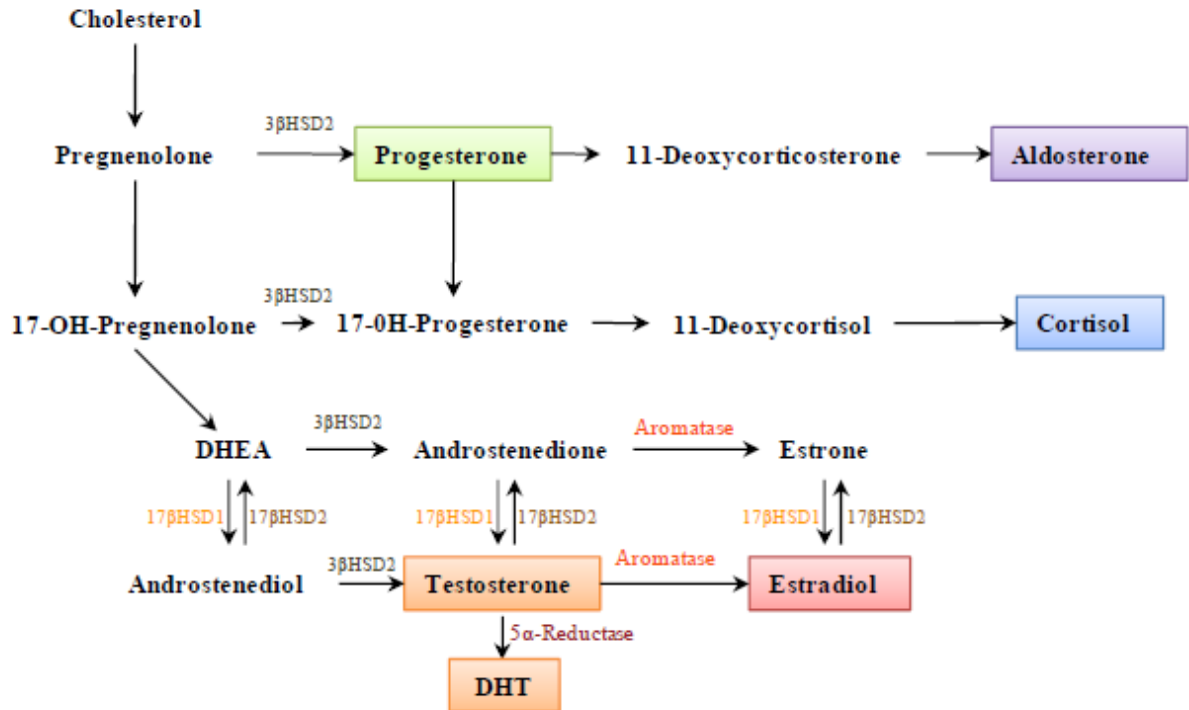 Cholesterol
3βHSD2
Pregnenolone
Progesterone
11-Deoxycorticosterone
Aldosterone
3βHSD2
17-OH-Pregnenolone
17-0H-Progesterone
11-Deoxycortisol
Cortisol
3βHSD2
Aromatase
DHEA
Androstenedione
Estrone
17βHSD1
17βHSD2
17βHSD1
17βHSD2
17βHSD1
17βHSD2
3βHSD2
Aromatase
Androstenediol
Testosterone
Estradiol
5α-Reductase
DHT